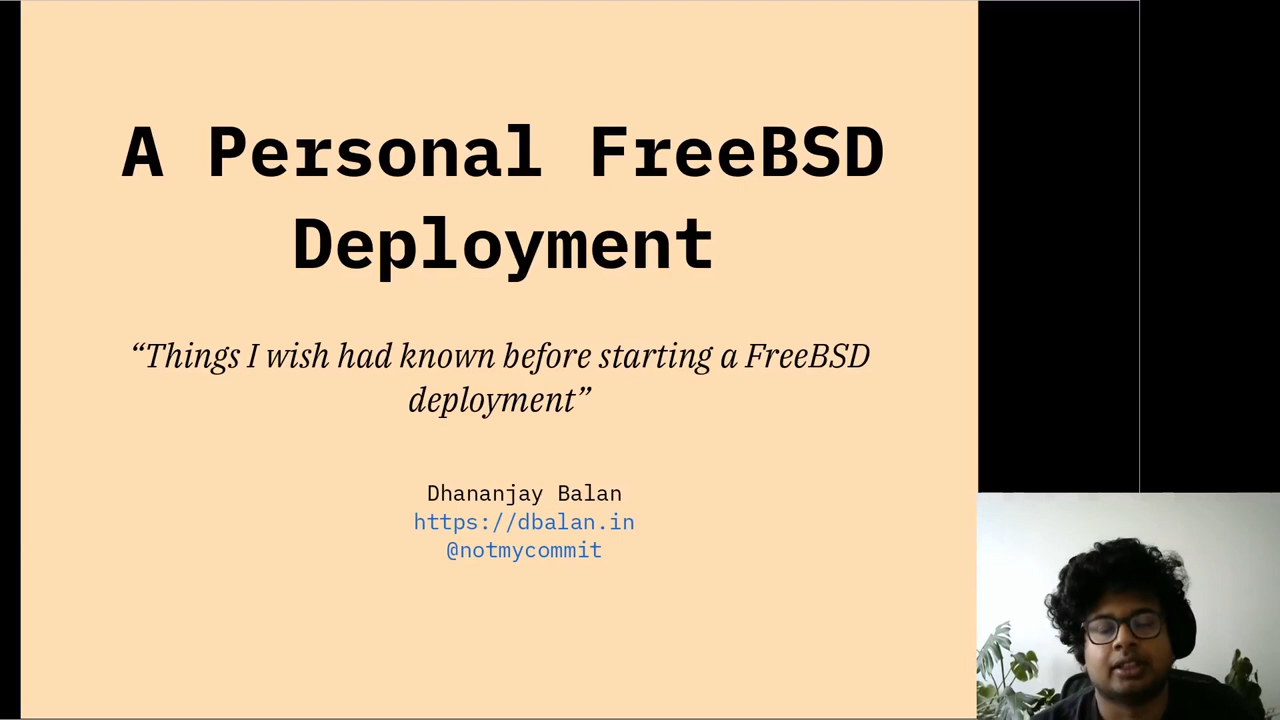 A Personal FreeBSD
Deployment
“Things I wish had known before starting a FreeBSD
deployment”
Dhananjay Balan
https://dbalan.in
@notmycommit